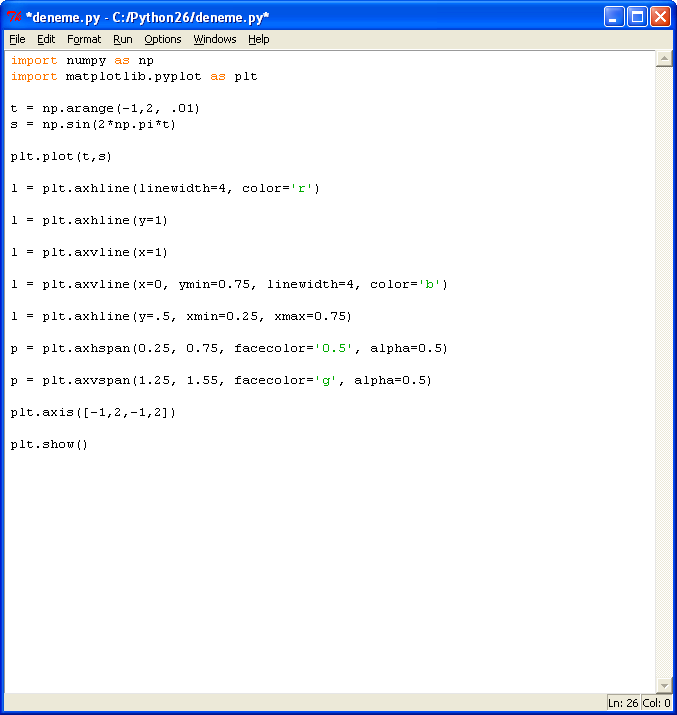 *deneme.py - C:/Python26/deneme.py*
File Edit Format Run Options Windows Help
import numpy as np
import matplotlib.pyplot as plt
t = np.arange(-1,2, .01)
s = np.sin(2*np.pi*t)
plt.plot(t,s)
l = plt.axhline(linewidth=4, color='r')
l = plt.axhline(y=1)
l = plt.axvline(x=1)
l = plt.axvline(x=0, ymin=0.75, linewidth=4, color='b')
l = plt.axhline(y=.5, xmin=0.25, xmax=0.75)
p = plt.axhspan(0.25, 0.75, facecolor='0.5', alpha=0.5)
p = plt.axvspan(1.25, 1.55, facecolor='g', alpha=0.5)
plt.axis([-1,2,-1,2])
plt.show()
Ln: 26 Col: 0